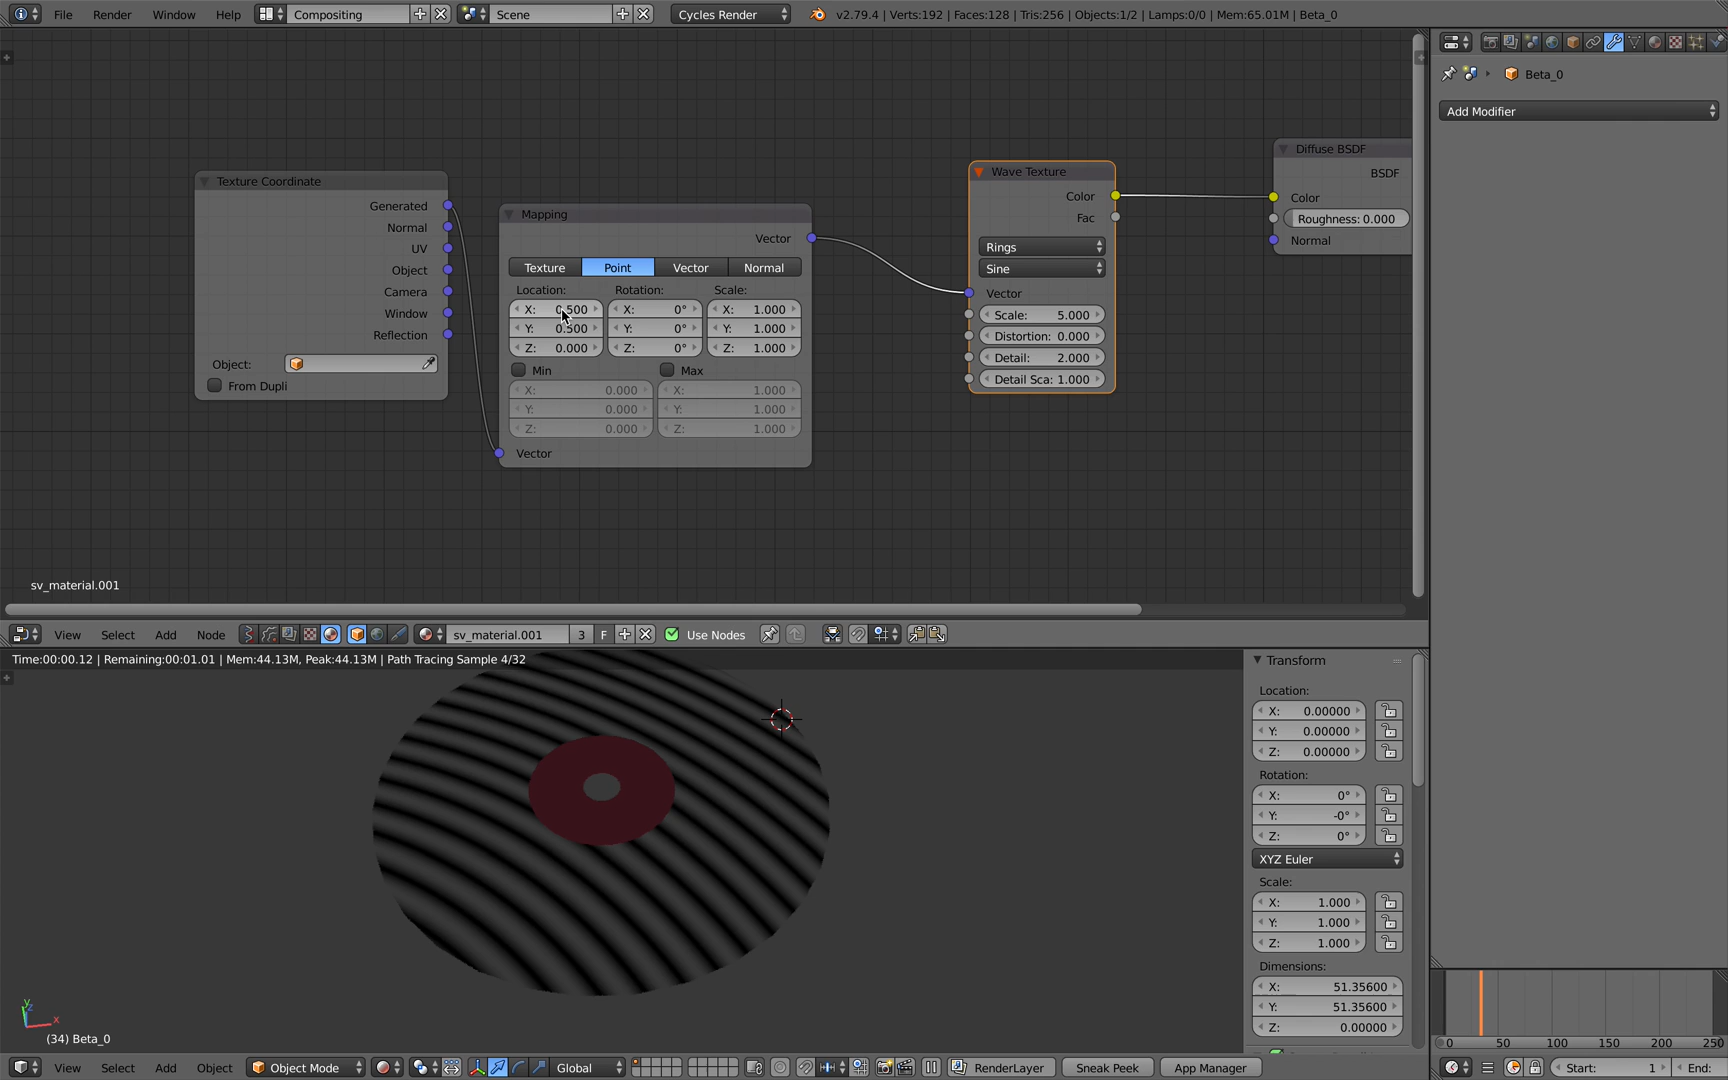 File Render Window Help Compositing Scene Cycles Render v2.79.4 | Verts:192 | Faces:128 | Tris:256 | Objects:1/2 | Lamps:0/0 | Mem:65.01M | Beta_0
Beta_0
Add Modifier
Texture Coordinate
Generated
Normal
UV
Object
Camera
Window
Reflection
Object:
From Dupli
Mapping
Vector
Texture Point Vector Normal
Location: Rotation: Scale:
X: 0.500 X: 0° X: 1.000
Y: 0.500 Y: 0° Y: 1.000
Z: 0.000 Z: 0° Z: 1.000
Min Max
X: 0.000 X: 1.000
Y: 0.000 Y: 1.000
Z: 0.000 Z: 1.000
Vector
Wave Texture
Color
Fac
Rings
Sine
Vector
Scale: 5.000
Distortion: 0.000
Detail: 2.000
Detail Sca: 1.000
Diffuse BSDF
BSDF
Color
Roughness: 0.000
Normal
sv_material.001
View Select Add Node sv_material.001 3 F Use Nodes
Time:00:00.12 | Remaining:00:01.01 | Mem:44.13M, Peak:44.13M | Path Tracing Sample 4/32
Transform
Location:
X: 0.00000
Y: 0.00000
Z: 0.00000
Rotation:
X: 0°
Y: -0°
Z: 0°
XYZ Euler
Scale:
X: 1.000
Y: 1.000
Z: 1.000
Dimensions:
X: 51.35600
Y: 51.35600
Z: 0.00000
y
z
x
(34) Beta_0
0 50 100 150 200 250
View Select Add Object Object Mode Global RenderLayer Sneak Peek App Manager Start: 1 End: